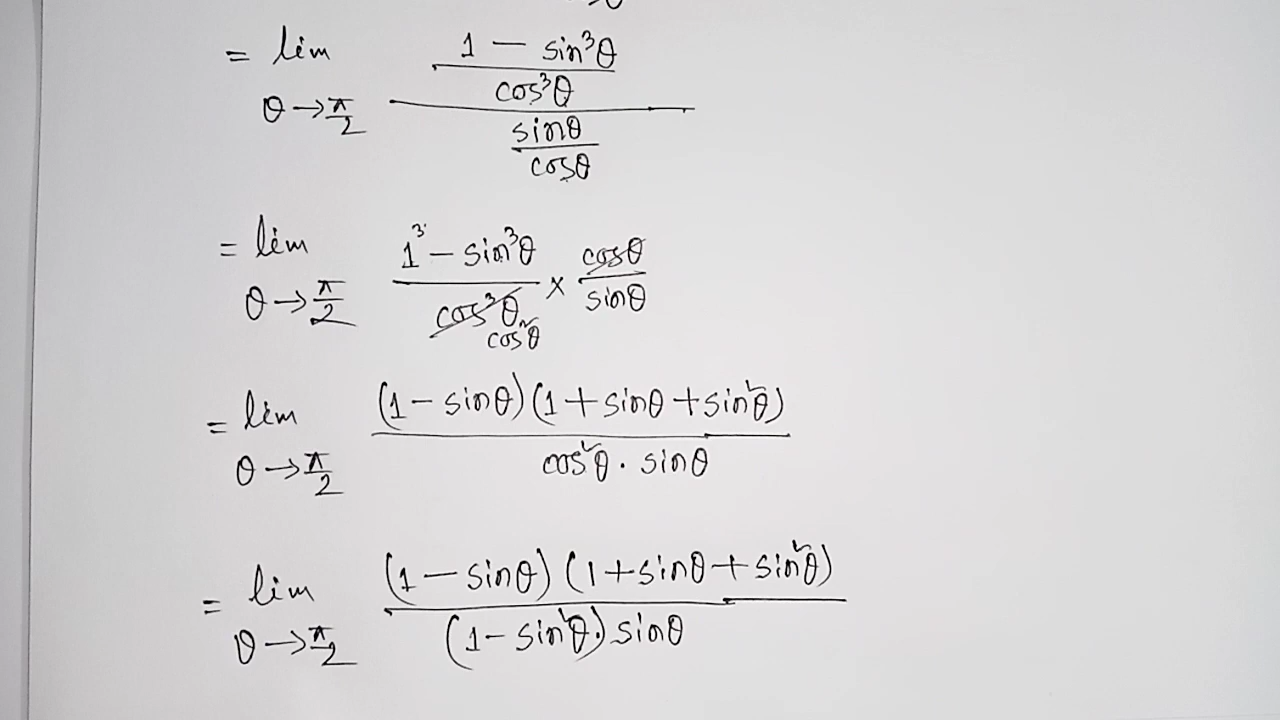 = lim θ→π/2 ((1 - sin³θ)/(cos³θ))/((sinθ)/(cosθ))
= lim θ→π/2 (1³ - sin³θ)/(cos³θ cos²θ) × (cosθ)/(sinθ)
= lim θ→π/2 ((1 - sinθ)(1 + sinθ + sin²θ))/(cos²θ · sinθ)
= lim θ→π/2 ((1 - sinθ)(1 + sinθ + sin²θ))/((1 - sin²θ) sinθ)